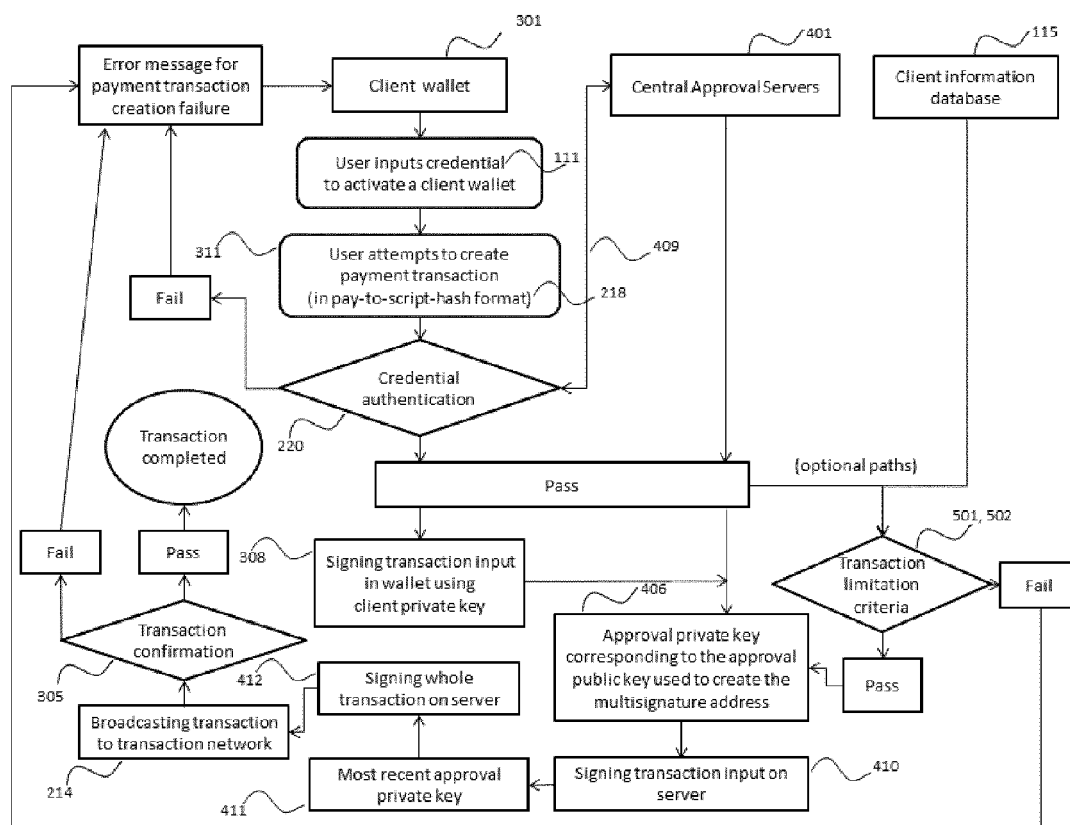 301
401
115
Error message for
payment transaction
creation failure
Client wallet
Central Approval Servers
Client information
database
User inputs credential
to activate a client wallet
111
311
User attempts to create
payment transaction
(in pay-to-script-hash format)
218
409
Fail
Credential
authentication
220
Transaction
completed
Pass
(optional paths)
501, 502
Fail
Pass
308
Signing transaction input
in wallet using
client private key
Transaction
limitation
criteria
Fail
406
Transaction
confirmation
305
412
Signing whole
transaction on server
Approval private key
corresponding to the approval
public key used to create the
multisignature address
Pass
Broadcasting transaction
to transaction network
214
Most recent approval
private key
411
Signing transaction input on
server
410